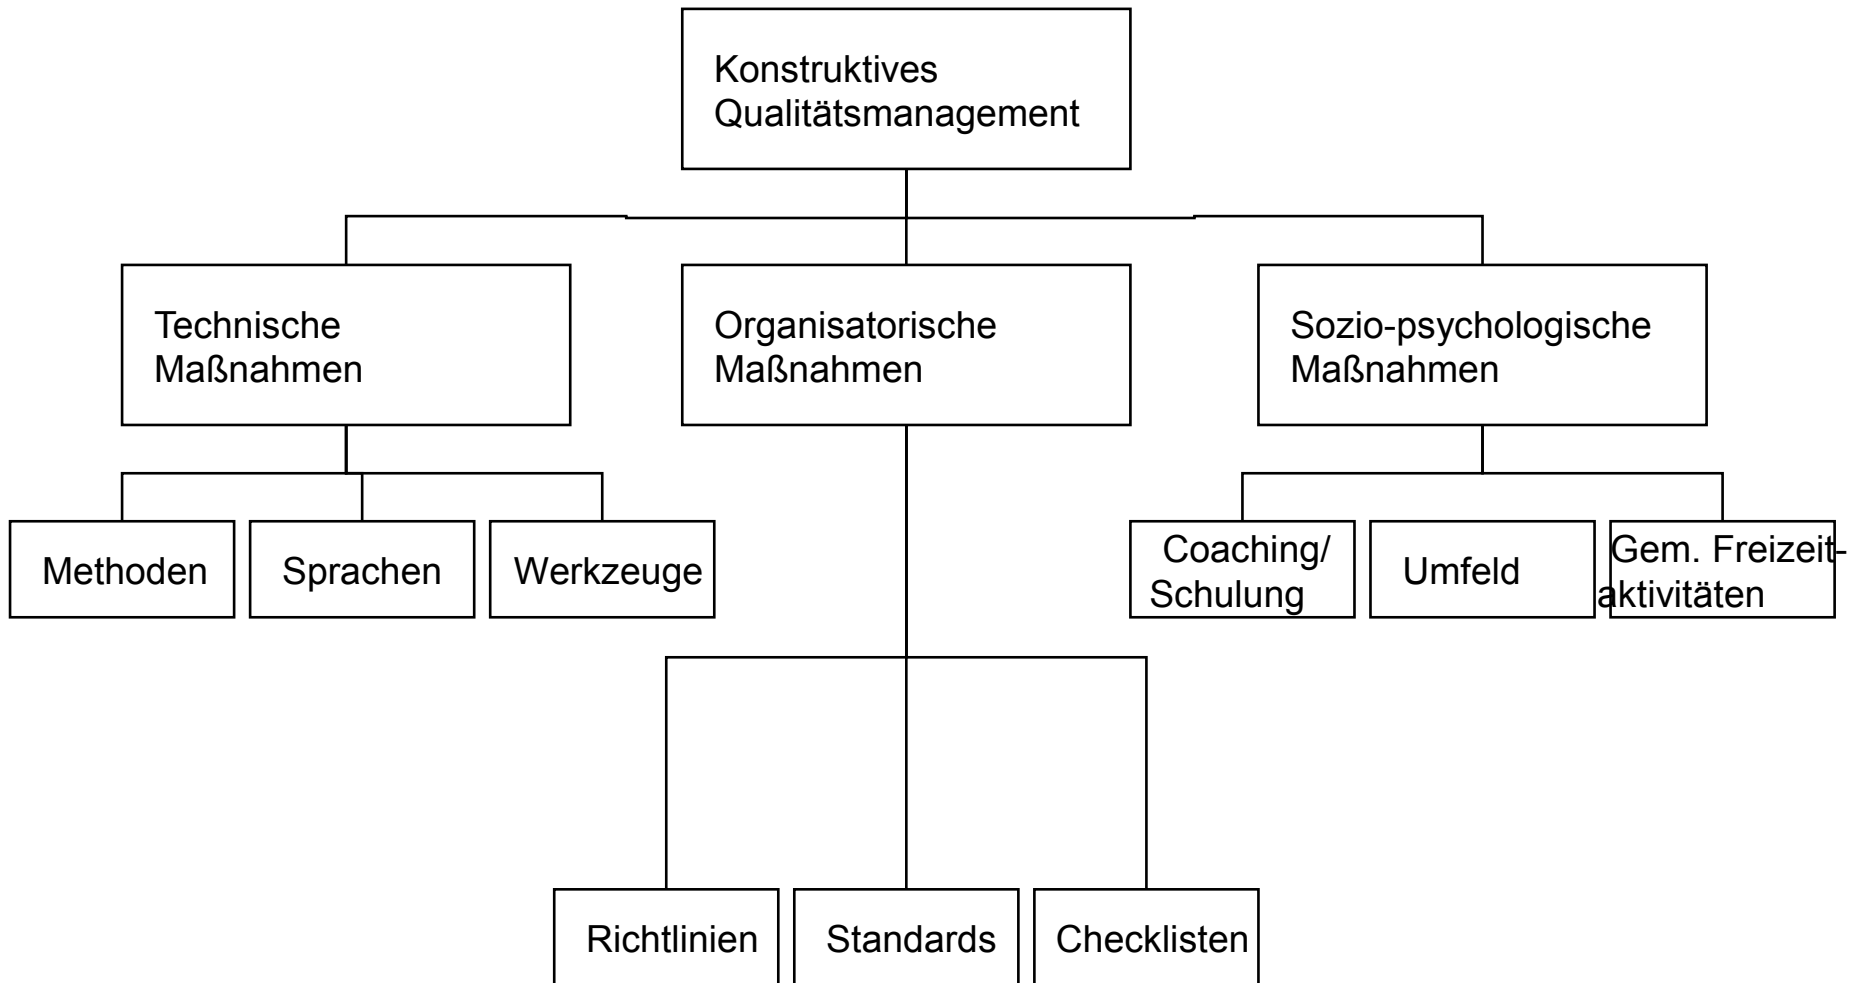 Konstruktives
Qualitätsmanagement
Technische
Maßnahmen
Organisatorische
Maßnahmen
Sozio-psychologische
Maßnahmen
Methoden
Sprachen
Werkzeuge
Coaching/
Schulung
Umfeld
Gem. Freizeit-
aktivitäten
Richtlinien
Standards
Checklisten